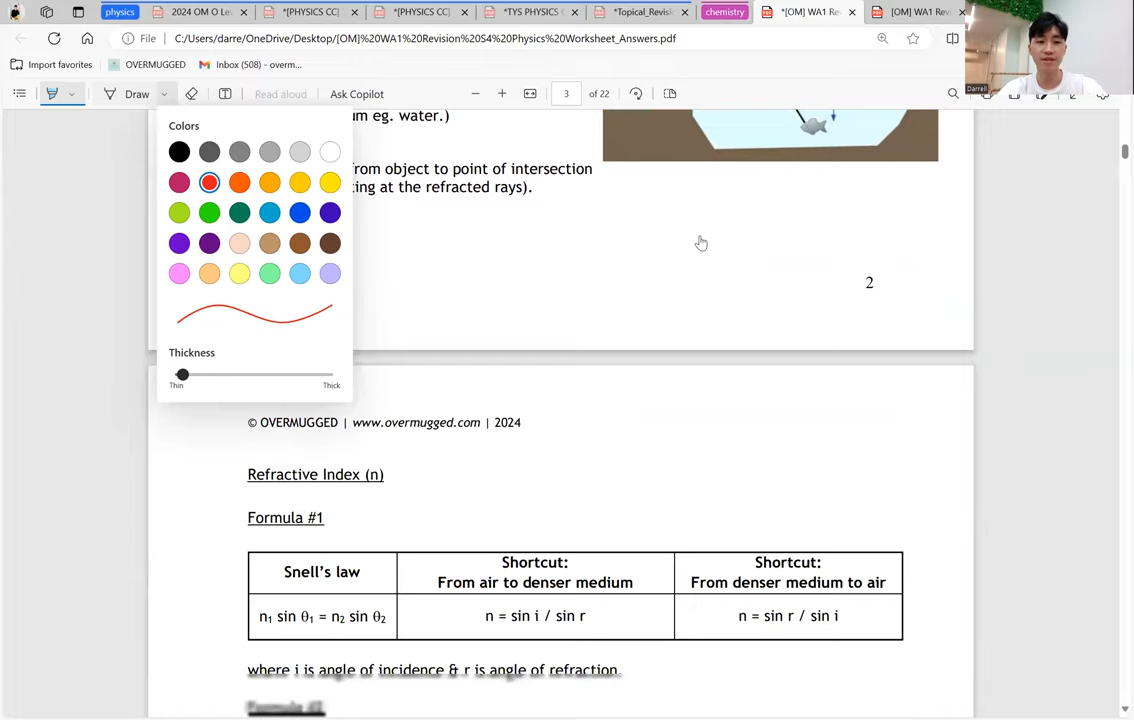 physics
2024 OM O Le
*[PHYSICS CC]
*[PHYSICS CC]
*TYS PHYSICS
*Topical_Revisi
chemistry
*[OM] WA1 Rev
[OM] WA1 Revis
File
C:/Users/darre/OneDrive/Desktop/[OM]%20WA1%20Revision%20S4%20Physics%20Worksheet_Answers.pdf
Import favorites
OVERMUGGED
Inbox (508) - overm...
Draw
Read aloud
Ask Copilot
3
of 22
Darrell
Colors
um eg. water.)
from object to point of intersection
ting at the refracted rays).
2
Thickness
Thin
Thick
© OVERMUGGED | www.overmugged.com | 2024
Refractive Index (n)
Formula #1
Snell's law
Shortcut:
From air to denser medium
Shortcut:
From denser medium to air
n₁ sin θ₁ = n₂ sin θ₂
n = sin i / sin r
n = sin r / sin i
where i is angle of incidence & r is angle of refraction.